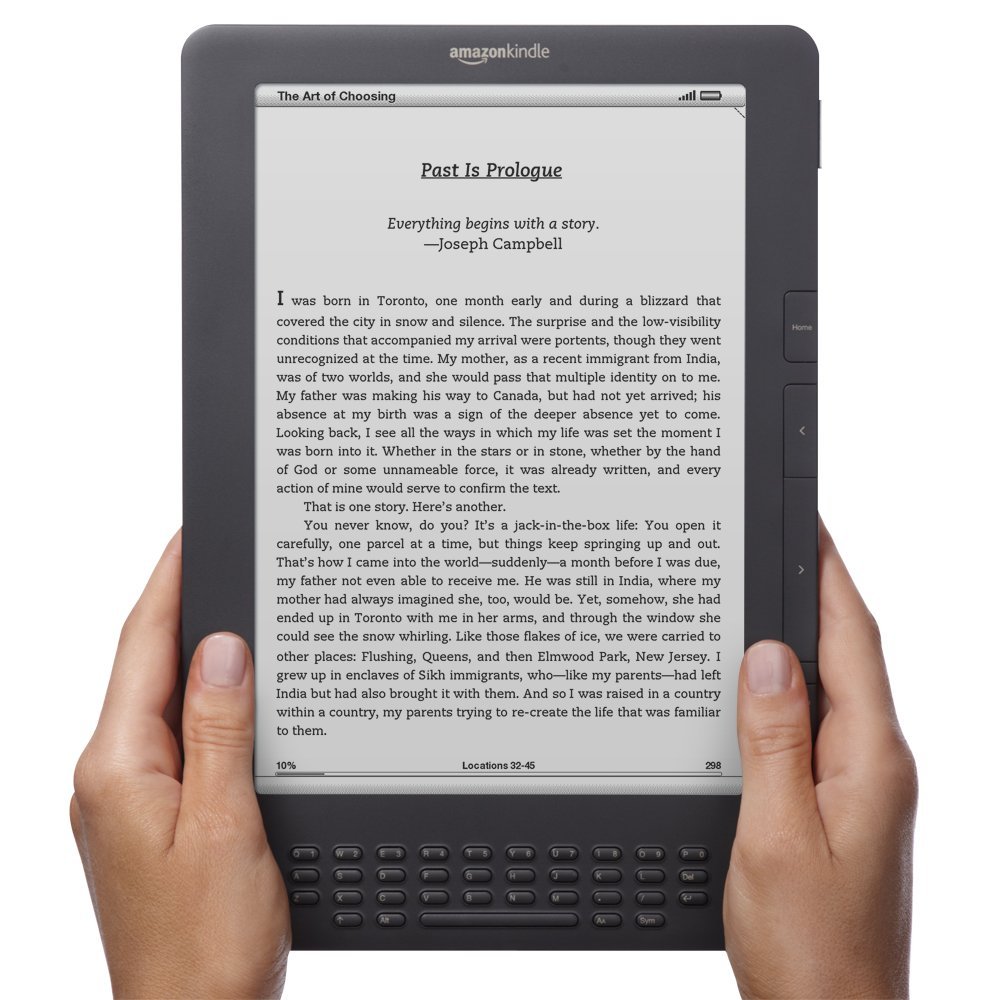 amazonkindle
The Art of Choosing
Past Is Prologue
Everything begins with a story.
—Joseph Campbell
I was born in Toronto, one month early and during a blizzard that
covered the city in snow and silence. The surprise and the low-visibility
conditions that accompanied my arrival were portents, though they went
unrecognized at the time. My mother, as a recent immigrant from India,
was of two worlds, and she would pass that multiple identity on to me.
My father was making his way to Canada, but had not yet arrived; his
absence at my birth was a sign of the deeper absence yet to come.
Looking back, I see all the ways in which my life was set the moment I
was born into it. Whether in the stars or in stone, whether by the hand
of God or some unnameable force, it was already written, and every
action of mine would serve to confirm the text.
That is one story. Here's another.
You never know, do you? It's a jack-in-the-box life: You open it
carefully, one parcel at a time, but things keep springing up and out.
That's how I came into the world—suddenly—a month before I was due,
my father not even able to receive me. He was still in India, where my
mother had always imagined she, too, would be. Yet, somehow, she had
ended up in Toronto with me in her arms, and through the window she
could see the snow whirling. Like those flakes of ice, we were carried to
other places: Flushing, Queens, and then Elmwood Park, New Jersey. I
grew up in enclaves of Sikh immigrants, who—like my parents—had left
India but had also brought it with them. And so I was raised in a country
within a country, my parents trying to re-create the life that was familiar
to them.
10% Locations 32-45 298
Home
<
>
Q 1 W 2 E 3 R 4 T 5 Y 6 U 7 I 8 O 9 P 0
A S D F G H J K L Del
Z X C V B N M . / ↵
↑ Alt AA Sym